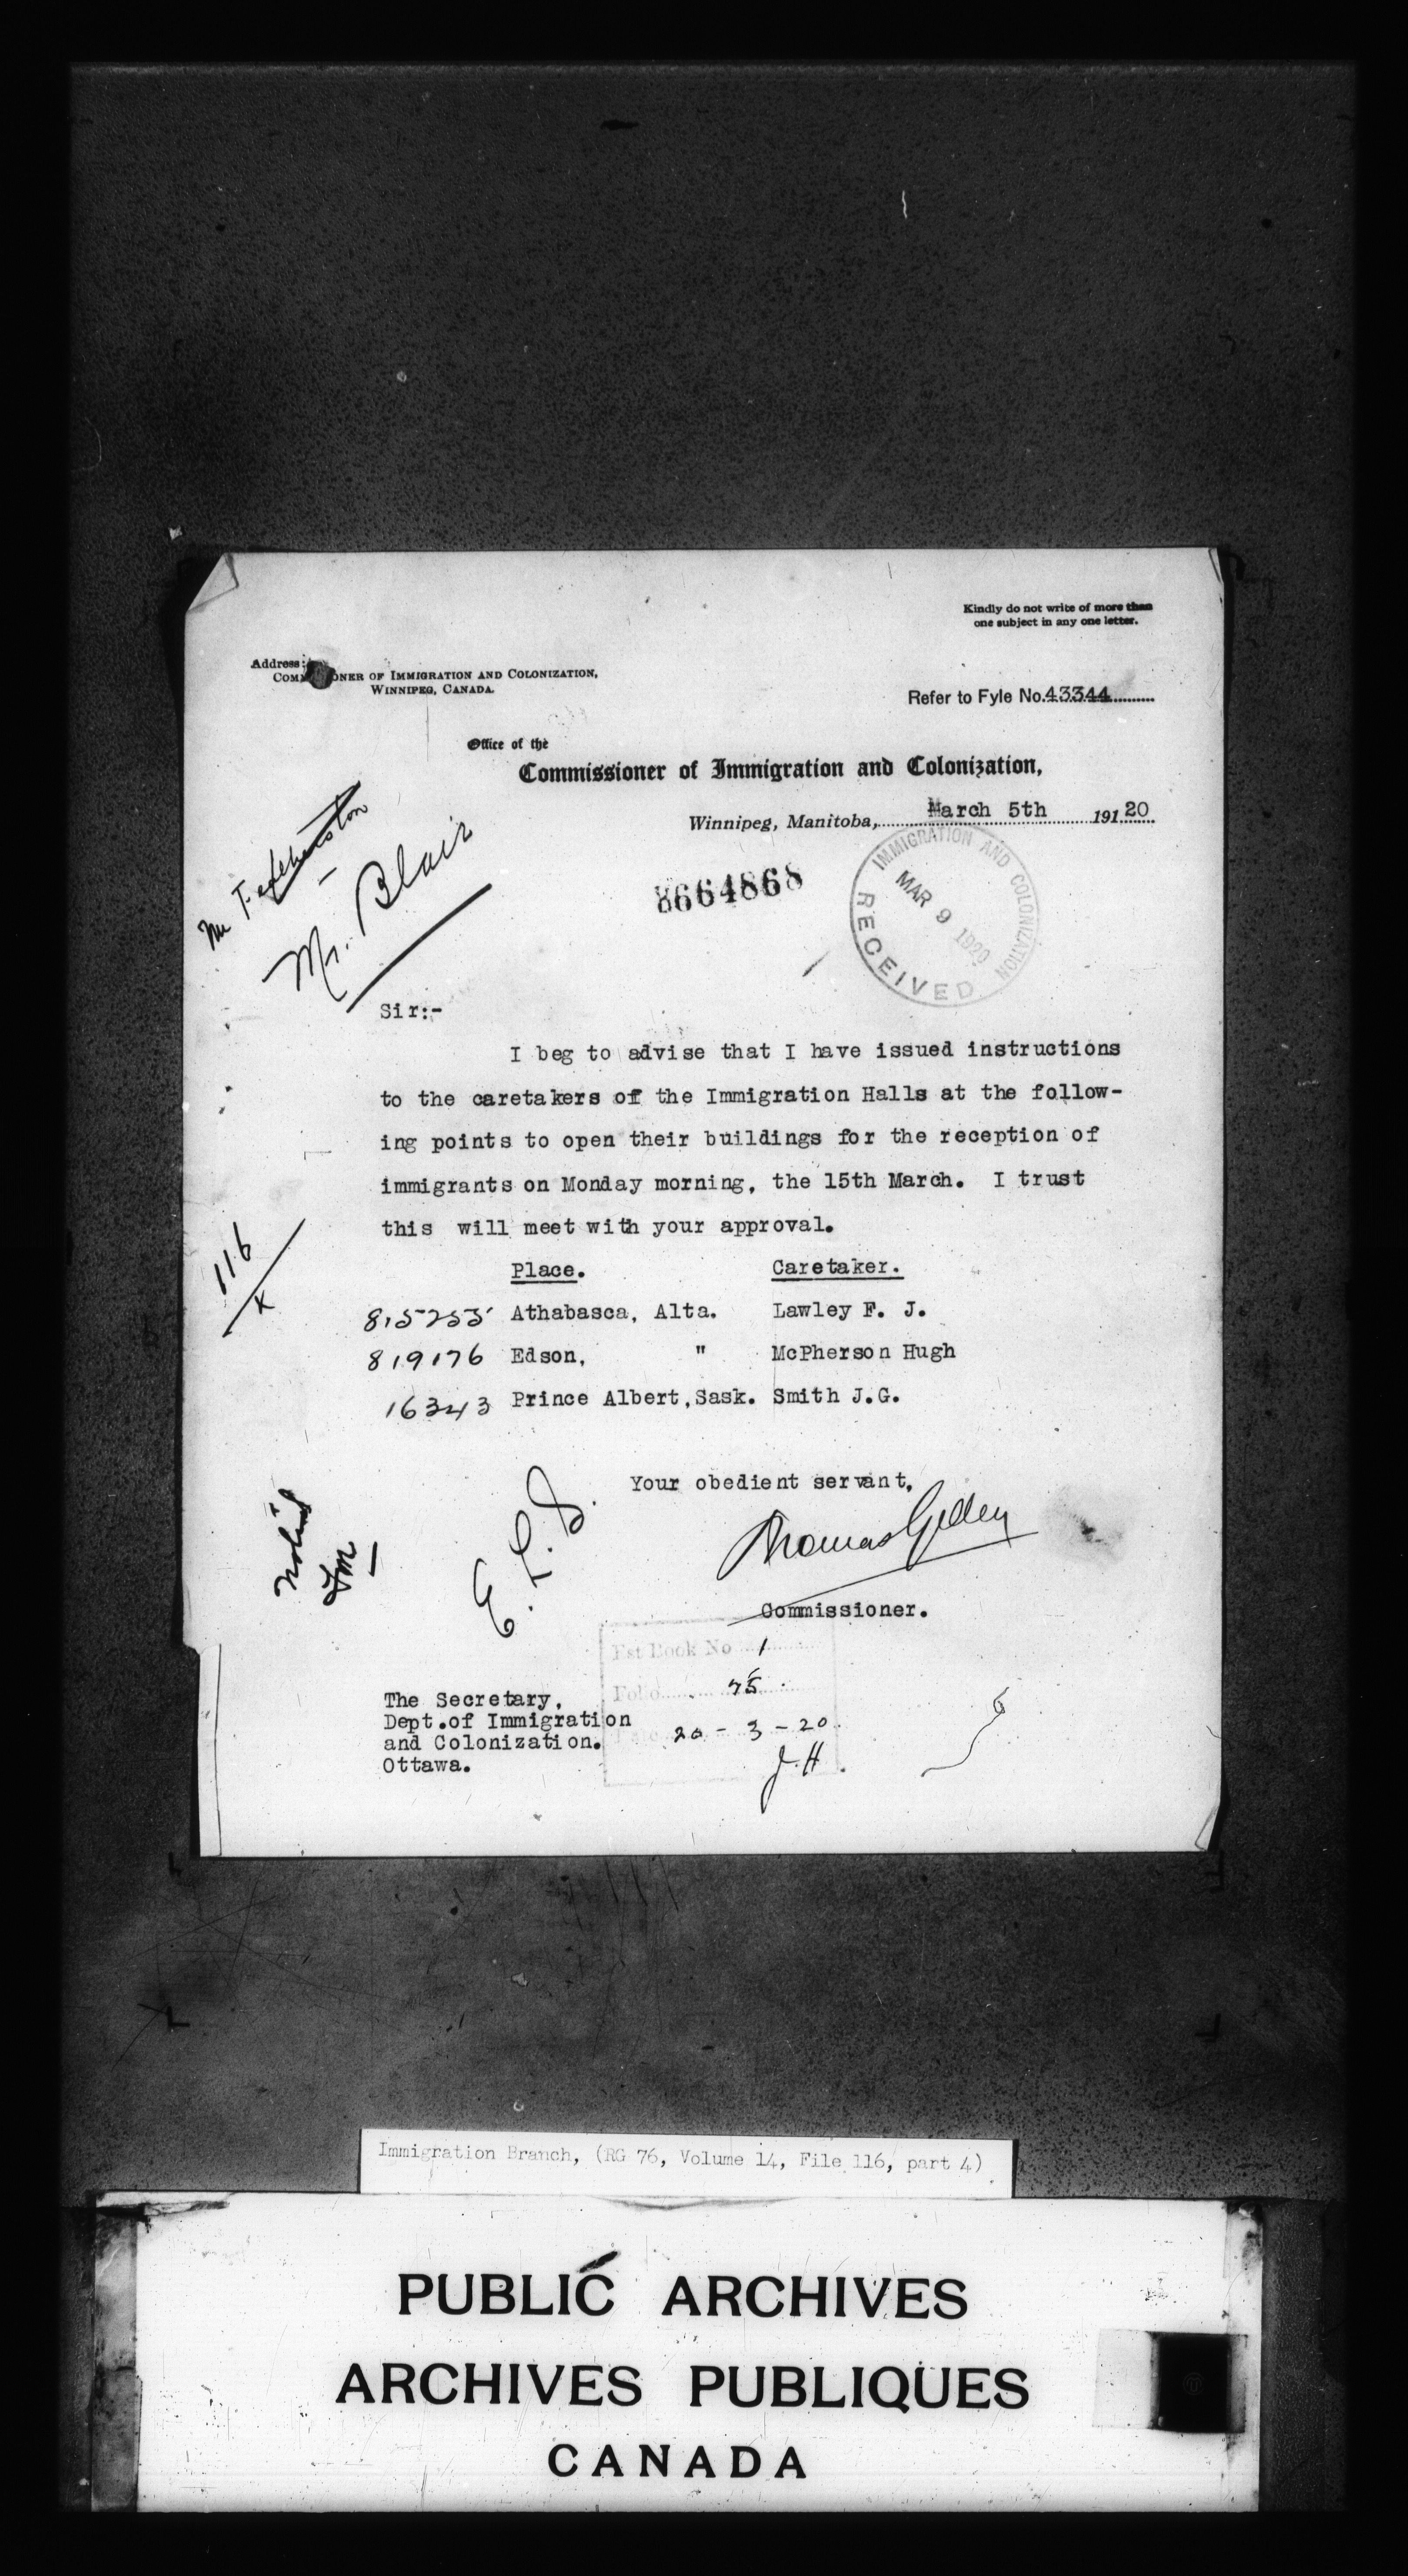 Kindly do not write of more than
one subject in any one letter.
Address:
COMMISSIONER OF IMMIGRATION AND COLONIZATION,
WINNIPEG, CANADA.
Refer to Fyle No. 43344
Office of the
Commissioner of Immigration and Colonization,
Winnipeg, Manitoba, March 5th 191 20
Mr. Blair
8664868
IMMIGRATION AND COLONIZATION
MAR 9 1920
RECEIVED
Sir:-
I beg to advise that I have issued instructions
to the caretakers of the Immigration Halls at the follow-
ing points to open their buildings for the reception of
immigrants on Monday morning, the 15th March. I trust
this will meet with your approval.
116
x
Place. Caretaker.
815255 Athabasca, Alta. Lawley F. J.
819176 Edson, " McPherson Hugh
16343 Prince Albert, Sask. Smith J.G.
Your obedient servant,
Thomas Gelley
Commissioner.
Est Book No 1
Folio 75
20-3-20
J.H.
The Secretary,
Dept.of Immigration
and Colonization.
Ottawa.
Immigration Branch, (RG 76, Volume 14, File 116, part 4)
PUBLIC ARCHIVES
ARCHIVES PUBLIQUES
CANADA